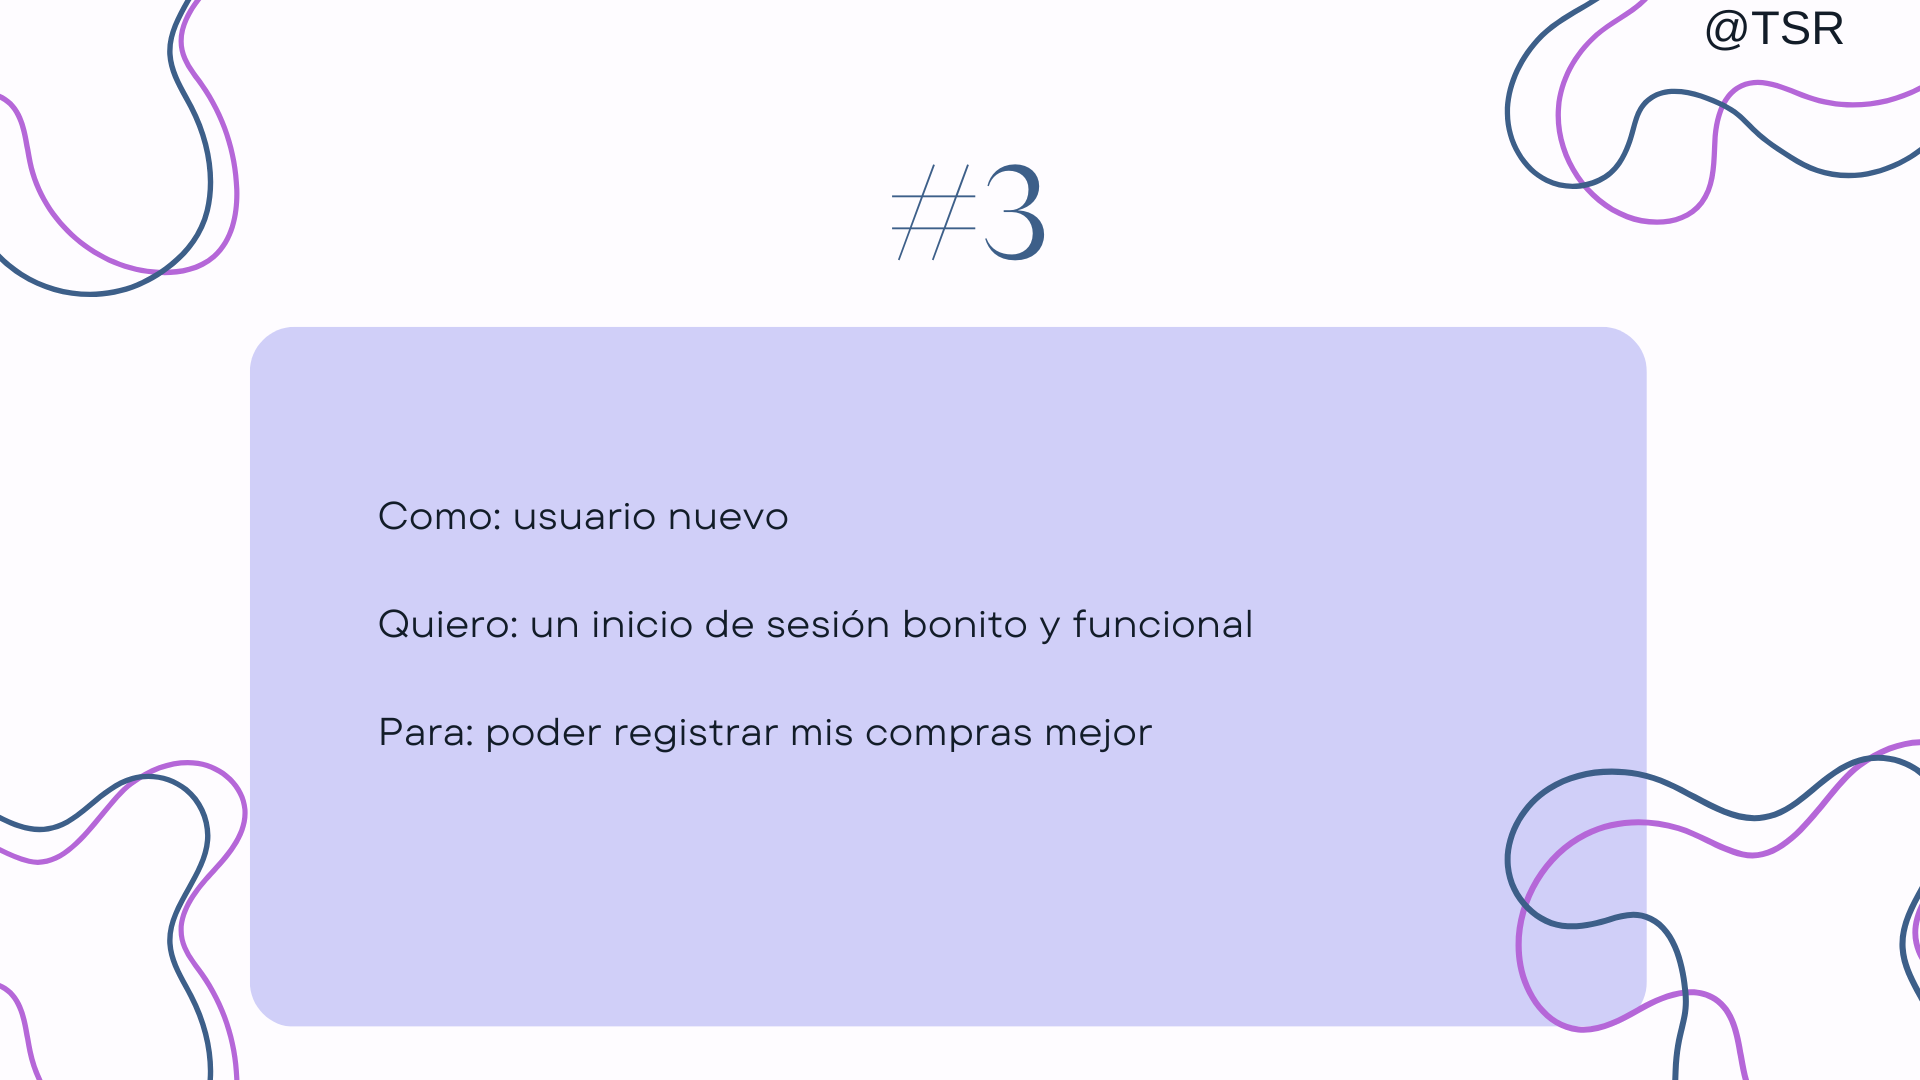 @TSR
#3
Como: usuario nuevo
Quiero: un inicio de sesión bonito y funcional
Para: poder registrar mis compras mejor